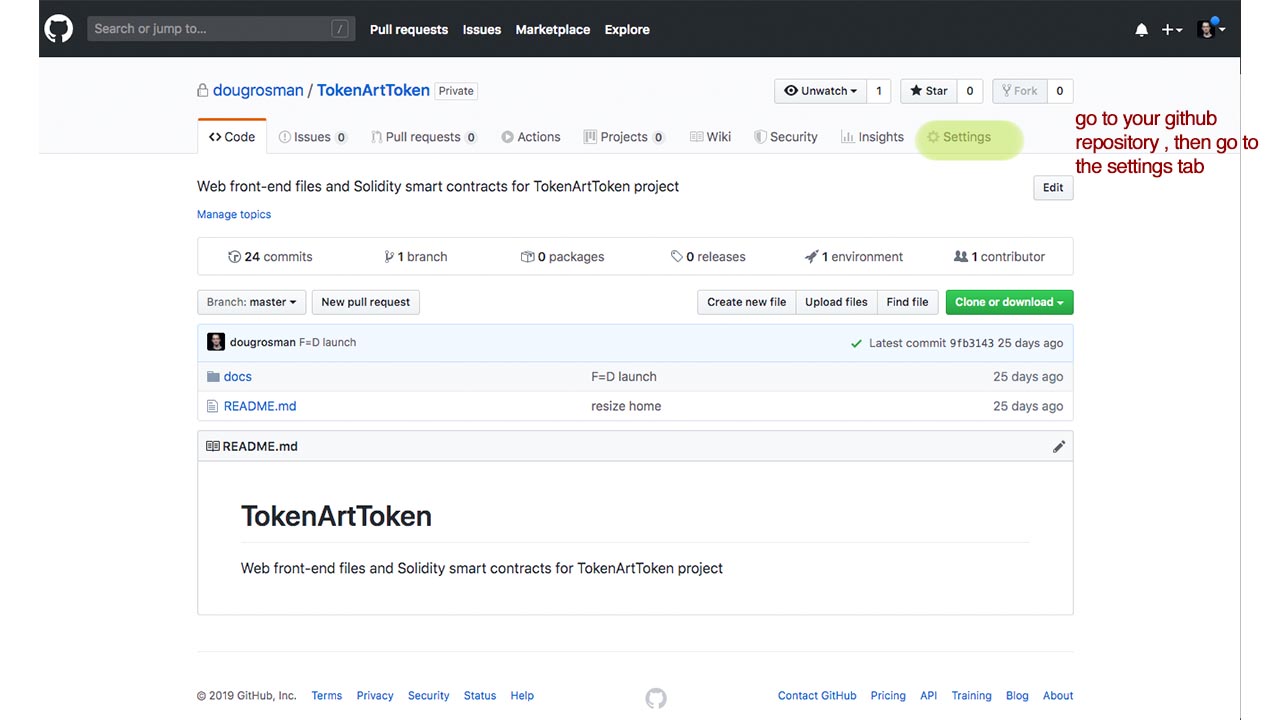 Search or jump to... /
Pull requests Issues Marketplace Explore
dougrosman / TokenArtToken Private
Unwatch 1 Star 0 Fork 0
Code Issues 0 Pull requests 0 Actions Projects 0 Wiki Security Insights Settings
go to your github
repository , then go to
the settings tab
Web front-end files and Solidity smart contracts for TokenArtToken project
Edit
Manage topics
24 commits 1 branch 0 packages 0 releases 1 environment 1 contributor
Branch: master New pull request Create new file Upload files Find file Clone or download
dougrosman F=D launch Latest commit 9fb3143 25 days ago
docs F=D launch 25 days ago
README.md resize home 25 days ago
README.md
TokenArtToken
Web front-end files and Solidity smart contracts for TokenArtToken project
© 2019 GitHub, Inc. Terms Privacy Security Status Help Contact GitHub Pricing API Training Blog About